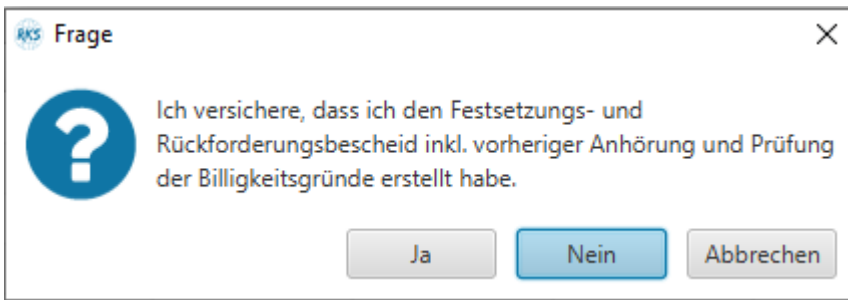 RKS Frage
Ich versichere, dass ich den Festsetzungs- und
Rückforderungsbescheid inkl. vorheriger Anhörung und Prüfung
der Billigkeitsgründe erstellt habe.
Ja Nein Abbrechen